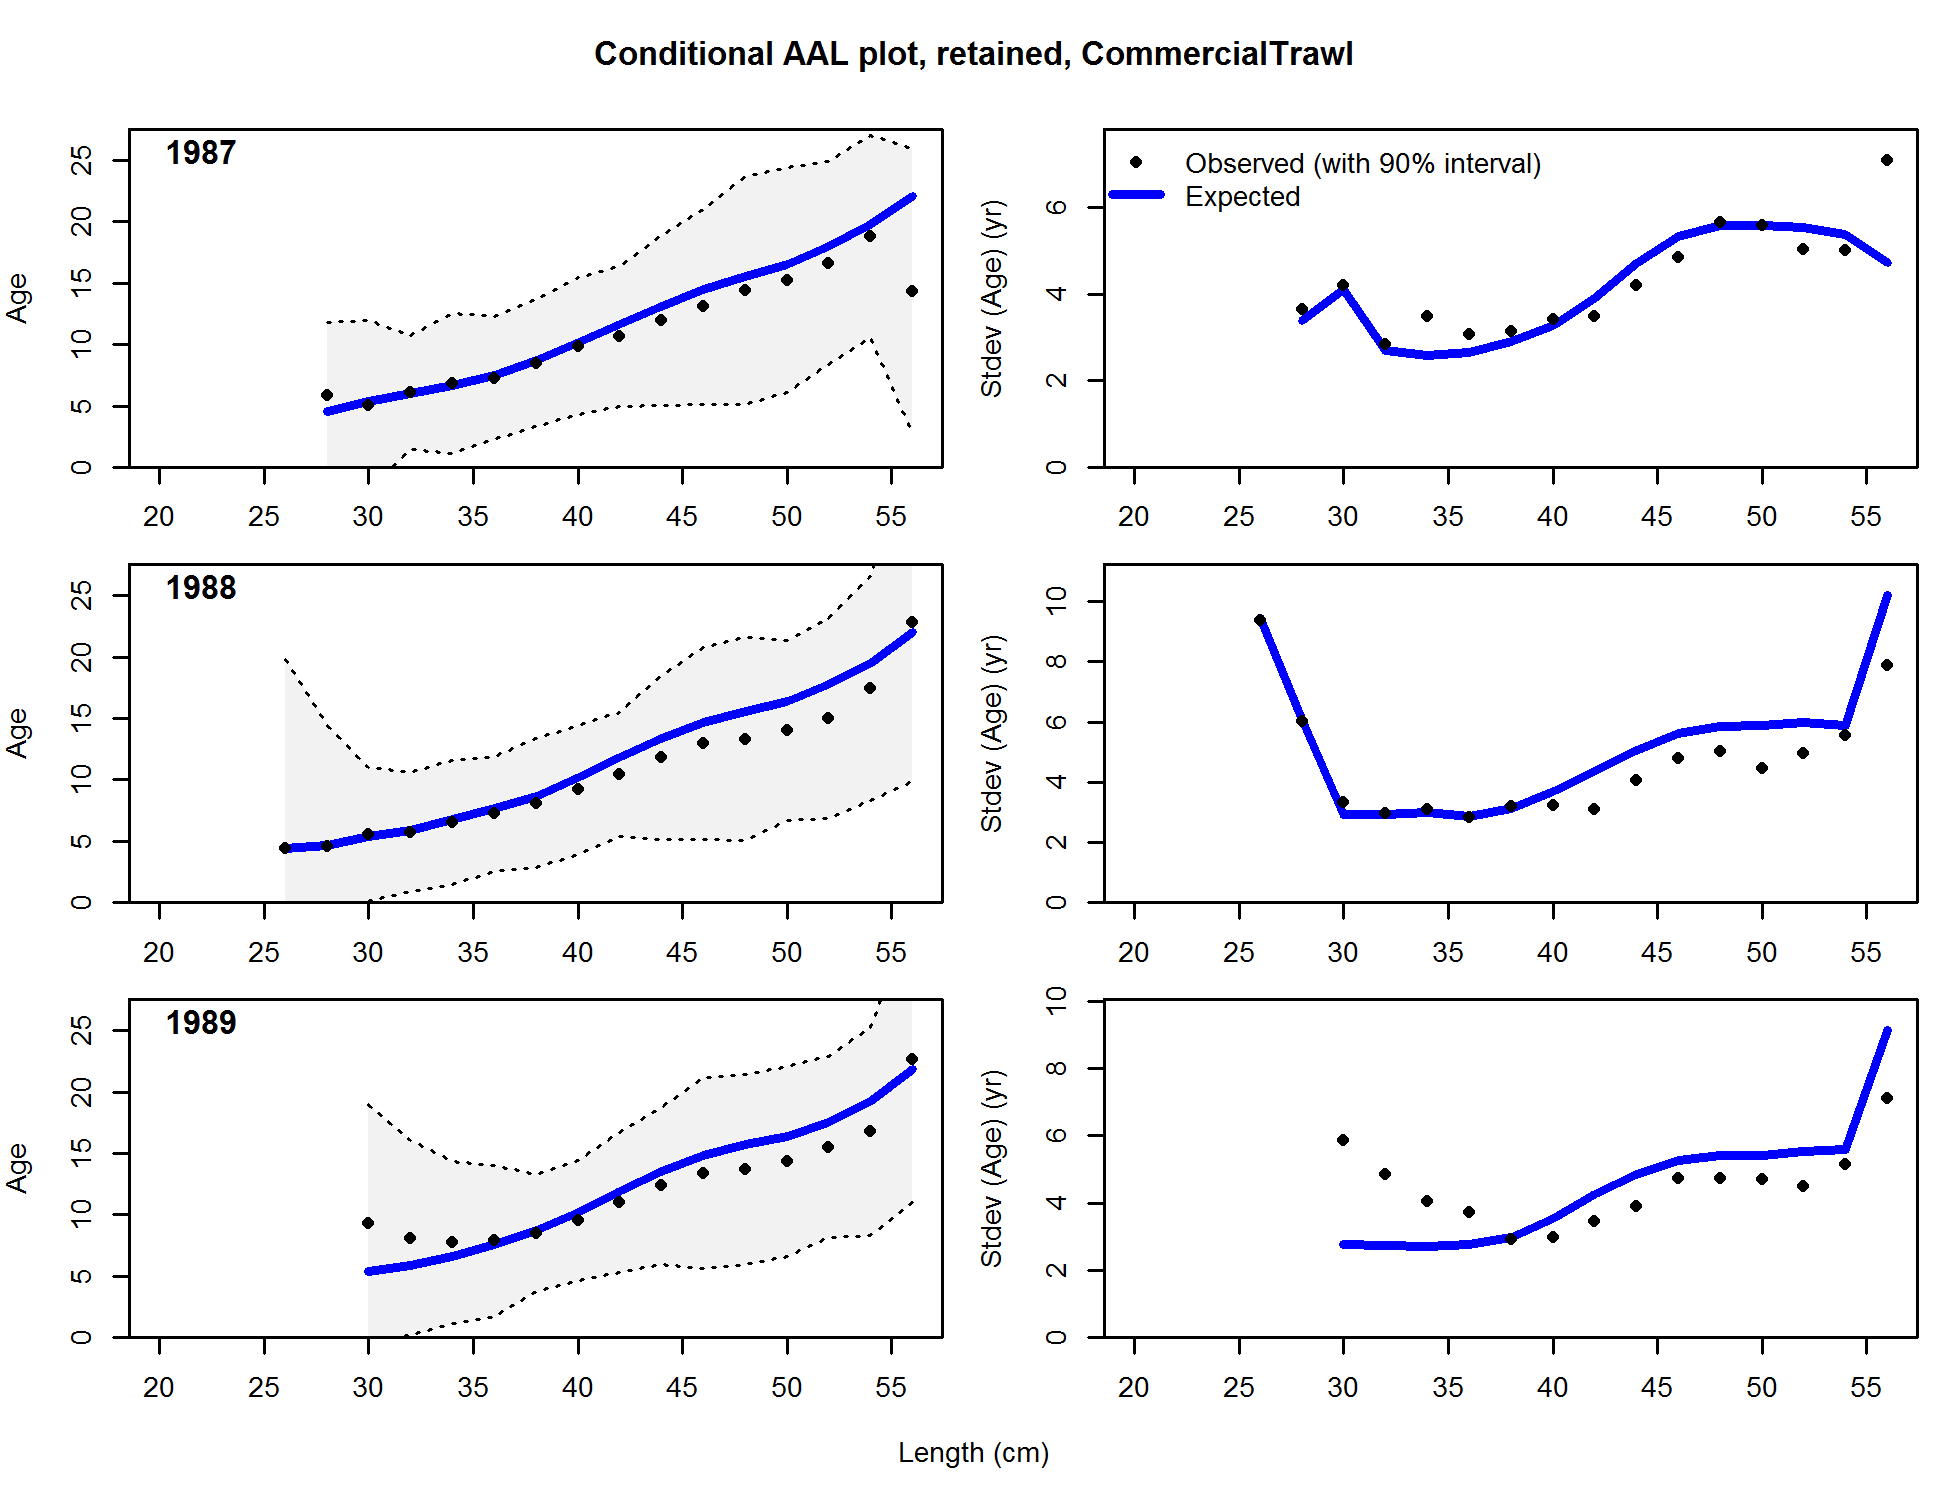 Conditional AAL plot, retained, CommercialTrawl
1987
Age
0 5 10 15 20 25
20 25 30 35 40 45 50 55
Observed (with 90% interval)
Expected
Stdev (Age) (yr)
0 2 4 6
20 25 30 35 40 45 50 55
1988
Age
0 5 10 15 20 25
20 25 30 35 40 45 50 55
Stdev (Age) (yr)
0 2 4 6 8 10
20 25 30 35 40 45 50 55
1989
Age
0 5 10 15 20 25
20 25 30 35 40 45 50 55
Stdev (Age) (yr)
0 2 4 6 8 10
20 25 30 35 40 45 50 55
Length (cm)